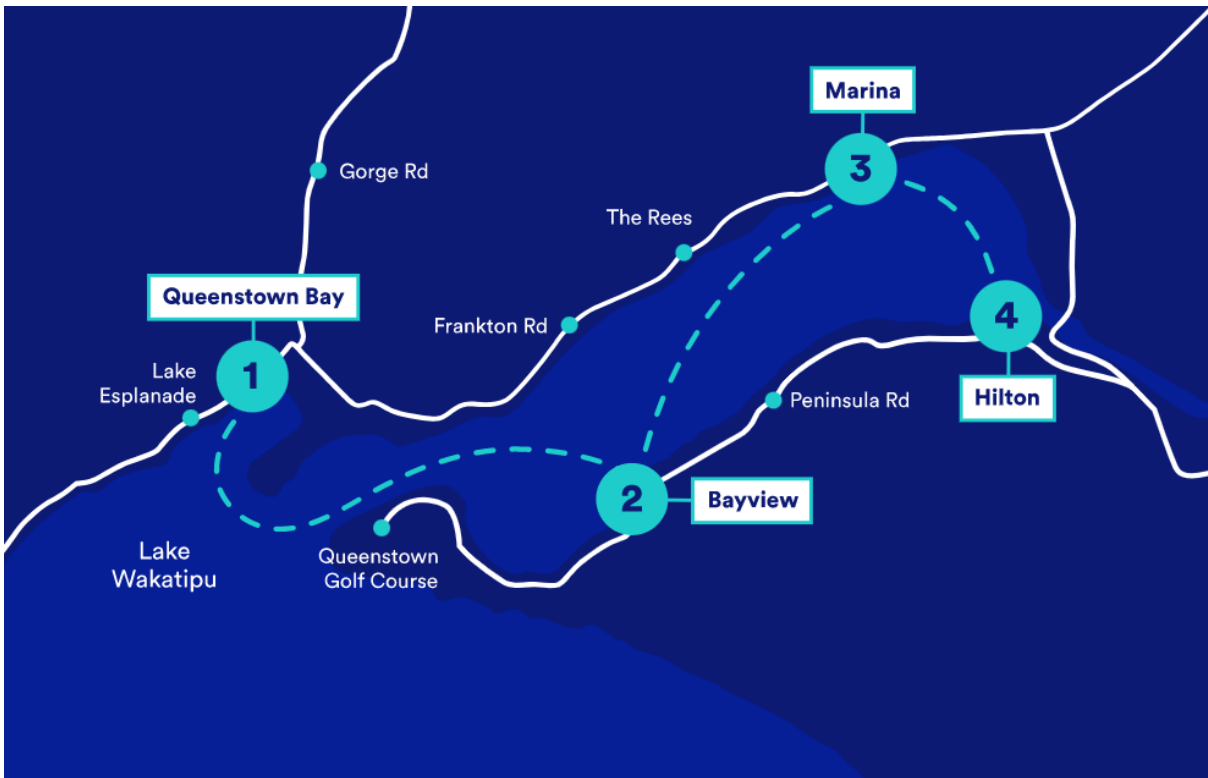 Marina
3
Gorge Rd
The Rees
Queenstown Bay
4
Frankton Rd
1
Lake
Esplanade
Hilton
Peninsula Rd
2
Bayview
Lake
Wakatipu
Queenstown
Golf Course